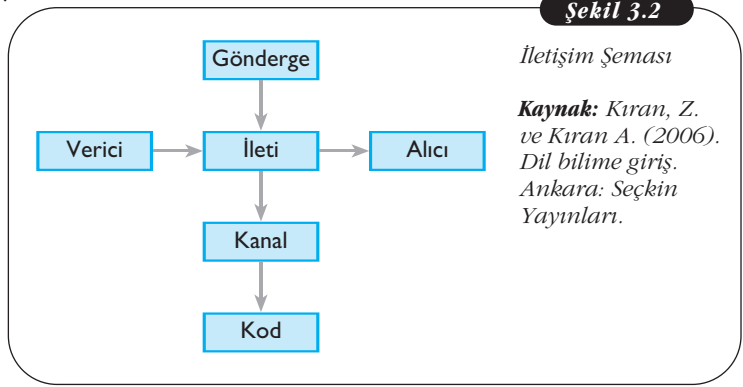 Şekil 3.2
Gönderge
Verici
İleti
Alıcı
Kanal
Kod
İletişim Şeması
Kaynak: Kıran, Z.
ve Kıran A. (2006).
Dil bilime giriş.
Ankara: Seçkin
Yayınları.